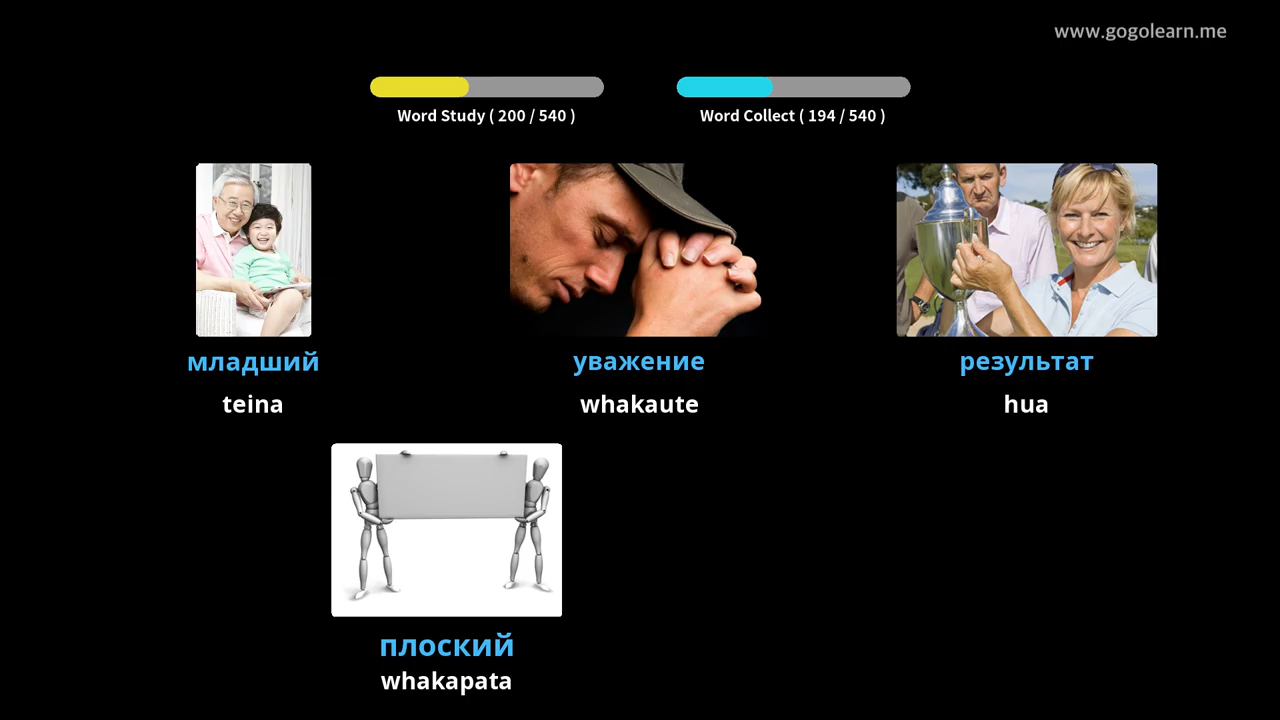 www.gogolearn.me
Word Study ( 200 / 540 )
Word Collect ( 194 / 540 )
младший
уважение
результат
teina
whakaute
hua
плоский
whakapata